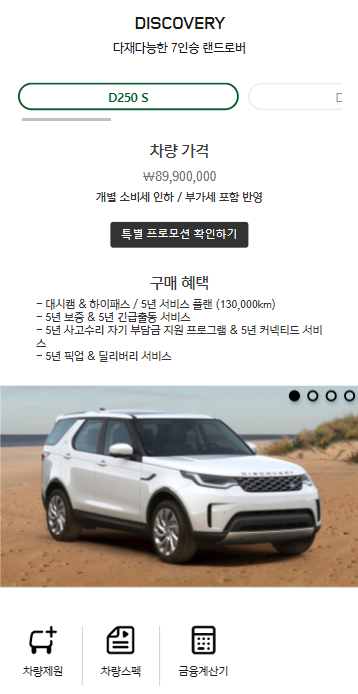 DISCOVERY
다재다능한 7인승 랜드로버
D250 S
차량 가격
₩89,900,000
개별 소비세 인하 / 부가세 포함 반영
특별 프로모션 확인하기
구매 혜택
- 대시캠 & 하이패스 / 5년 서비스 플랜 (130,000km)
- 5년 보증 & 5년 긴급출동 서비스
- 5년 사고수리 자기 부담금 지원 프로그램 & 5년 커넥티드 서비
스
- 5년 픽업 & 딜리버리 서비스
DISCOVERY
차량제원 차량스펙 금융계산기